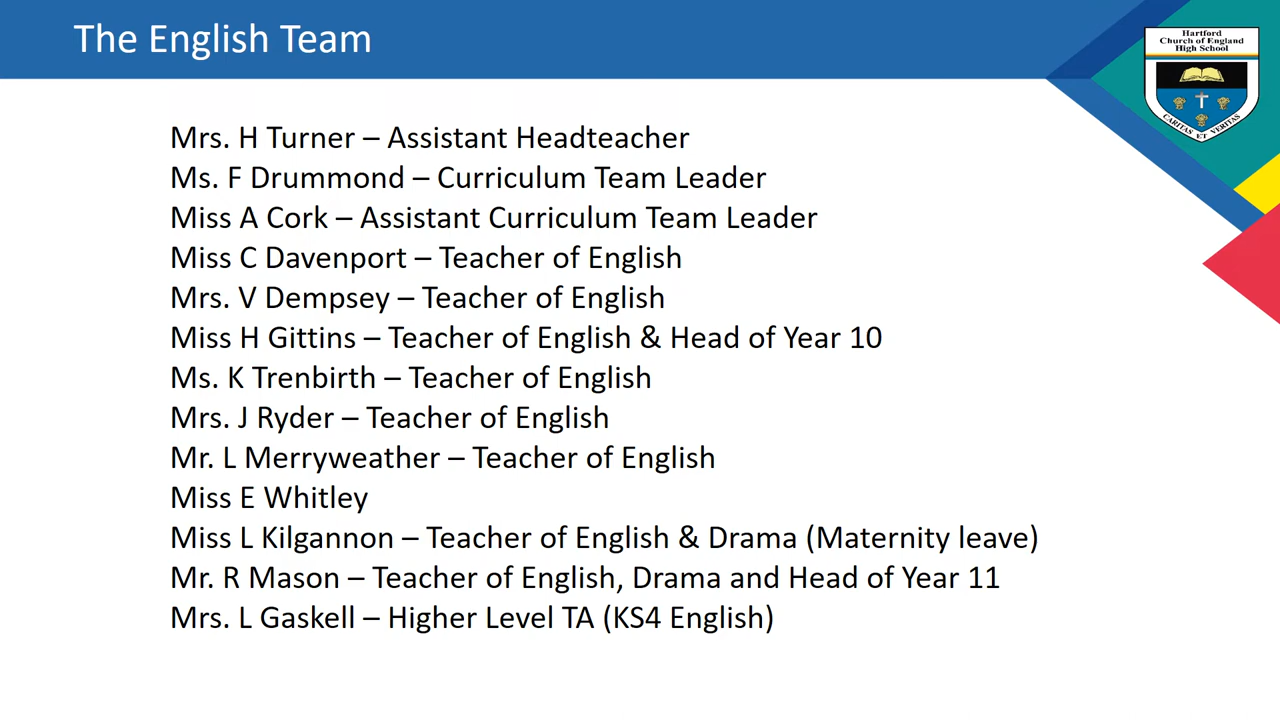 The English Team
Hartford
Church of England
High School
CARITAS ET VERITAS
Mrs. H Turner – Assistant Headteacher
Ms. F Drummond – Curriculum Team Leader
Miss A Cork – Assistant Curriculum Team Leader
Miss C Davenport – Teacher of English
Mrs. V Dempsey – Teacher of English
Miss H Gittins – Teacher of English & Head of Year 10
Ms. K Trenbirth – Teacher of English
Mrs. J Ryder – Teacher of English
Mr. L Merryweather – Teacher of English
Miss E Whitley
Miss L Kilgannon – Teacher of English & Drama (Maternity leave)
Mr. R Mason – Teacher of English, Drama and Head of Year 11
Mrs. L Gaskell – Higher Level TA (KS4 English)